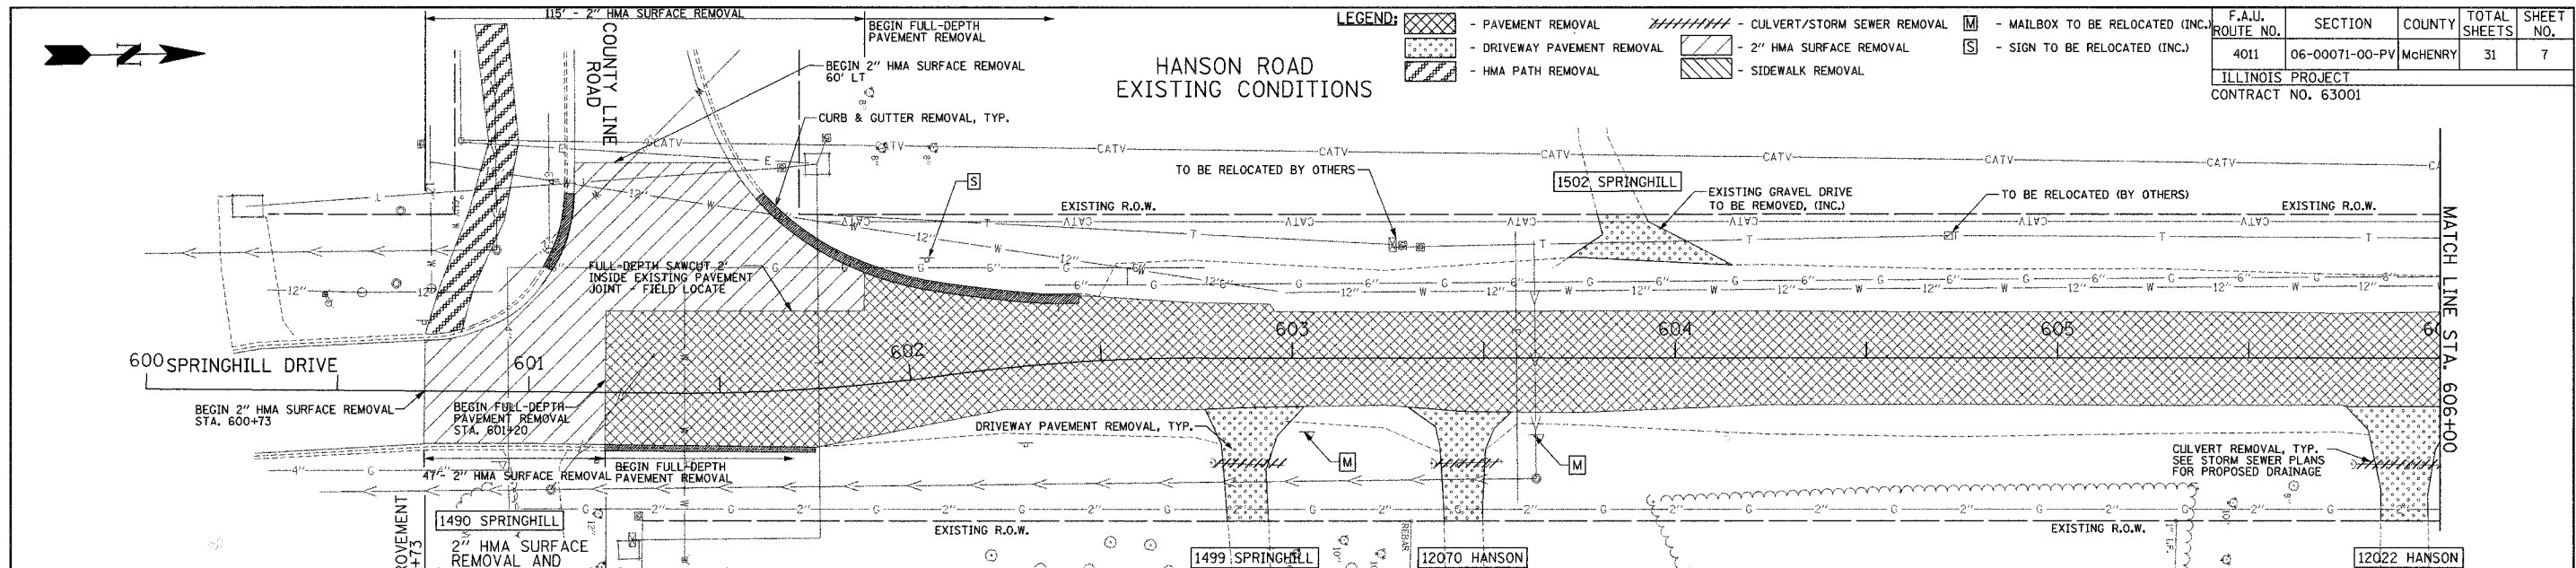 115' - 2" HMA SURFACE REMOVAL
BEGIN FULL-DEPTH
PAVEMENT REMOVAL
N
COUNTY LINE
ROAD
BEGIN 2" HMA SURFACE REMOVAL
60' LT
CURB & GUTTER REMOVAL, TYP.
HANSON ROAD
EXISTING CONDITIONS
LEGEND:
- PAVEMENT REMOVAL
- DRIVEWAY PAVEMENT REMOVAL
- HMA PATH REMOVAL
- CULVERT/STORM SEWER REMOVAL
- 2" HMA SURFACE REMOVAL
- SIDEWALK REMOVAL
M - MAILBOX TO BE RELOCATED (INC.)
S - SIGN TO BE RELOCATED (INC.)
F.A.U. ROUTE NO. SECTION COUNTY TOTAL SHEETS SHEET NO.
4011 06-00071-00-PV McHENRY 31 7
ILLINOIS PROJECT
CONTRACT NO. 63001
CATV CATV CATV CATV CATV CATV CATV CATV
TO BE RELOCATED BY OTHERS
1502 SPRINGHILL
EXISTING GRAVEL DRIVE
TO BE REMOVED, (INC.)
TO BE RELOCATED (BY OTHERS)
S
EXISTING R.O.W.
EXISTING R.O.W.
MATCH LINE STA. 606+00
FULL-DEPTH SAWCUT 2'
INSIDE EXISTING PAVEMENT
JOINT - FIELD LOCATE
600 SPRINGHILL DRIVE
601
602
603
604
605
BEGIN 2" HMA SURFACE REMOVAL
STA. 600+73
BEGIN FULL-DEPTH
PAVEMENT REMOVAL
STA. 601+20
DRIVEWAY PAVEMENT REMOVAL, TYP.
M
M
CULVERT REMOVAL, TYP.
SEE STORM SEWER PLANS
FOR PROPOSED DRAINAGE
47'- 2" HMA SURFACE REMOVAL
BEGIN FULL-DEPTH
PAVEMENT REMOVAL
1490 SPRINGHILL
2" HMA SURFACE
REMOVAL AND
EXISTING R.O.W.
EXISTING R.O.W.
REBAR
1499 SPRINGHILL
12070 HANSON
12022 HANSON